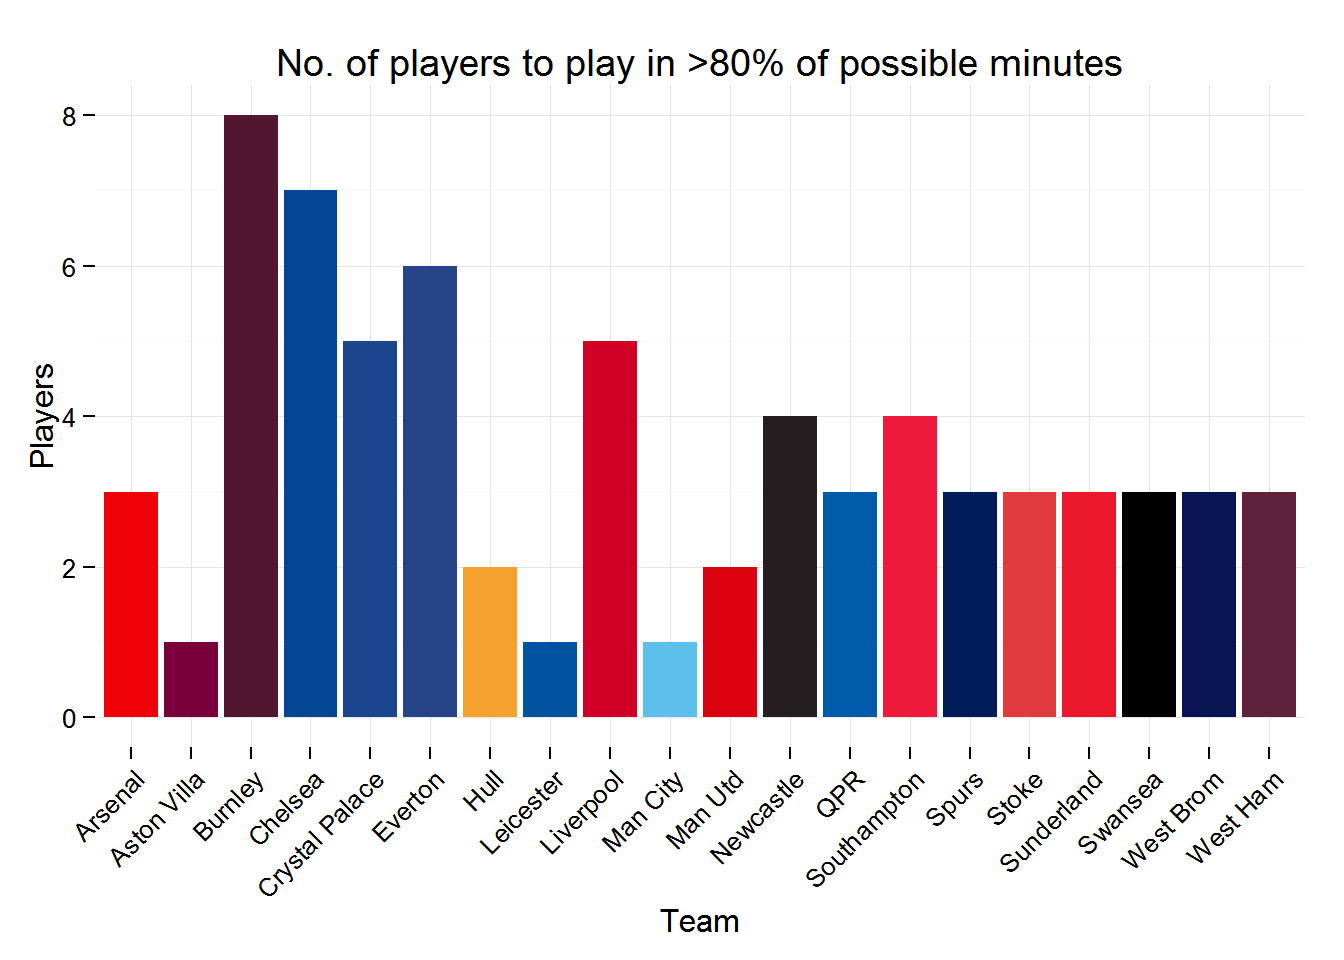 No. of players to play in >80% of possible minutes
8
6
4
2
0
Players
Arsenal
Aston Villa
Burnley
Chelsea
Crystal Palace
Everton
Hull
Leicester
Liverpool
Man City
Man Utd
Newcastle
QPR
Southampton
Spurs
Stoke
Sunderland
Swansea
West Brom
West Ham
Team